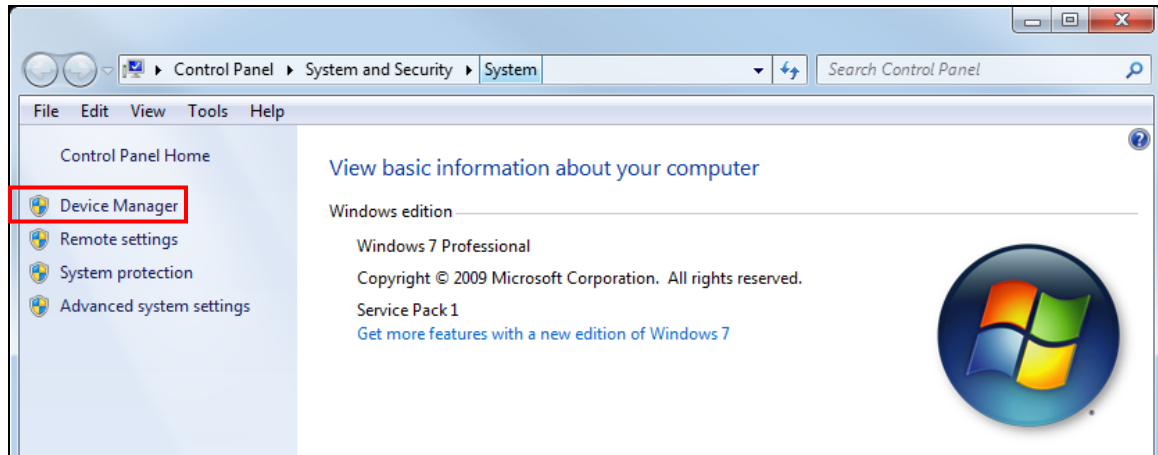 Control Panel ▸ System and Security ▸ System
Search Control Panel
File Edit View Tools Help
Control Panel Home
Device Manager
Remote settings
System protection
Advanced system settings
View basic information about your computer
Windows edition
Windows 7 Professional
Copyright © 2009 Microsoft Corporation. All rights reserved.
Service Pack 1
Get more features with a new edition of Windows 7